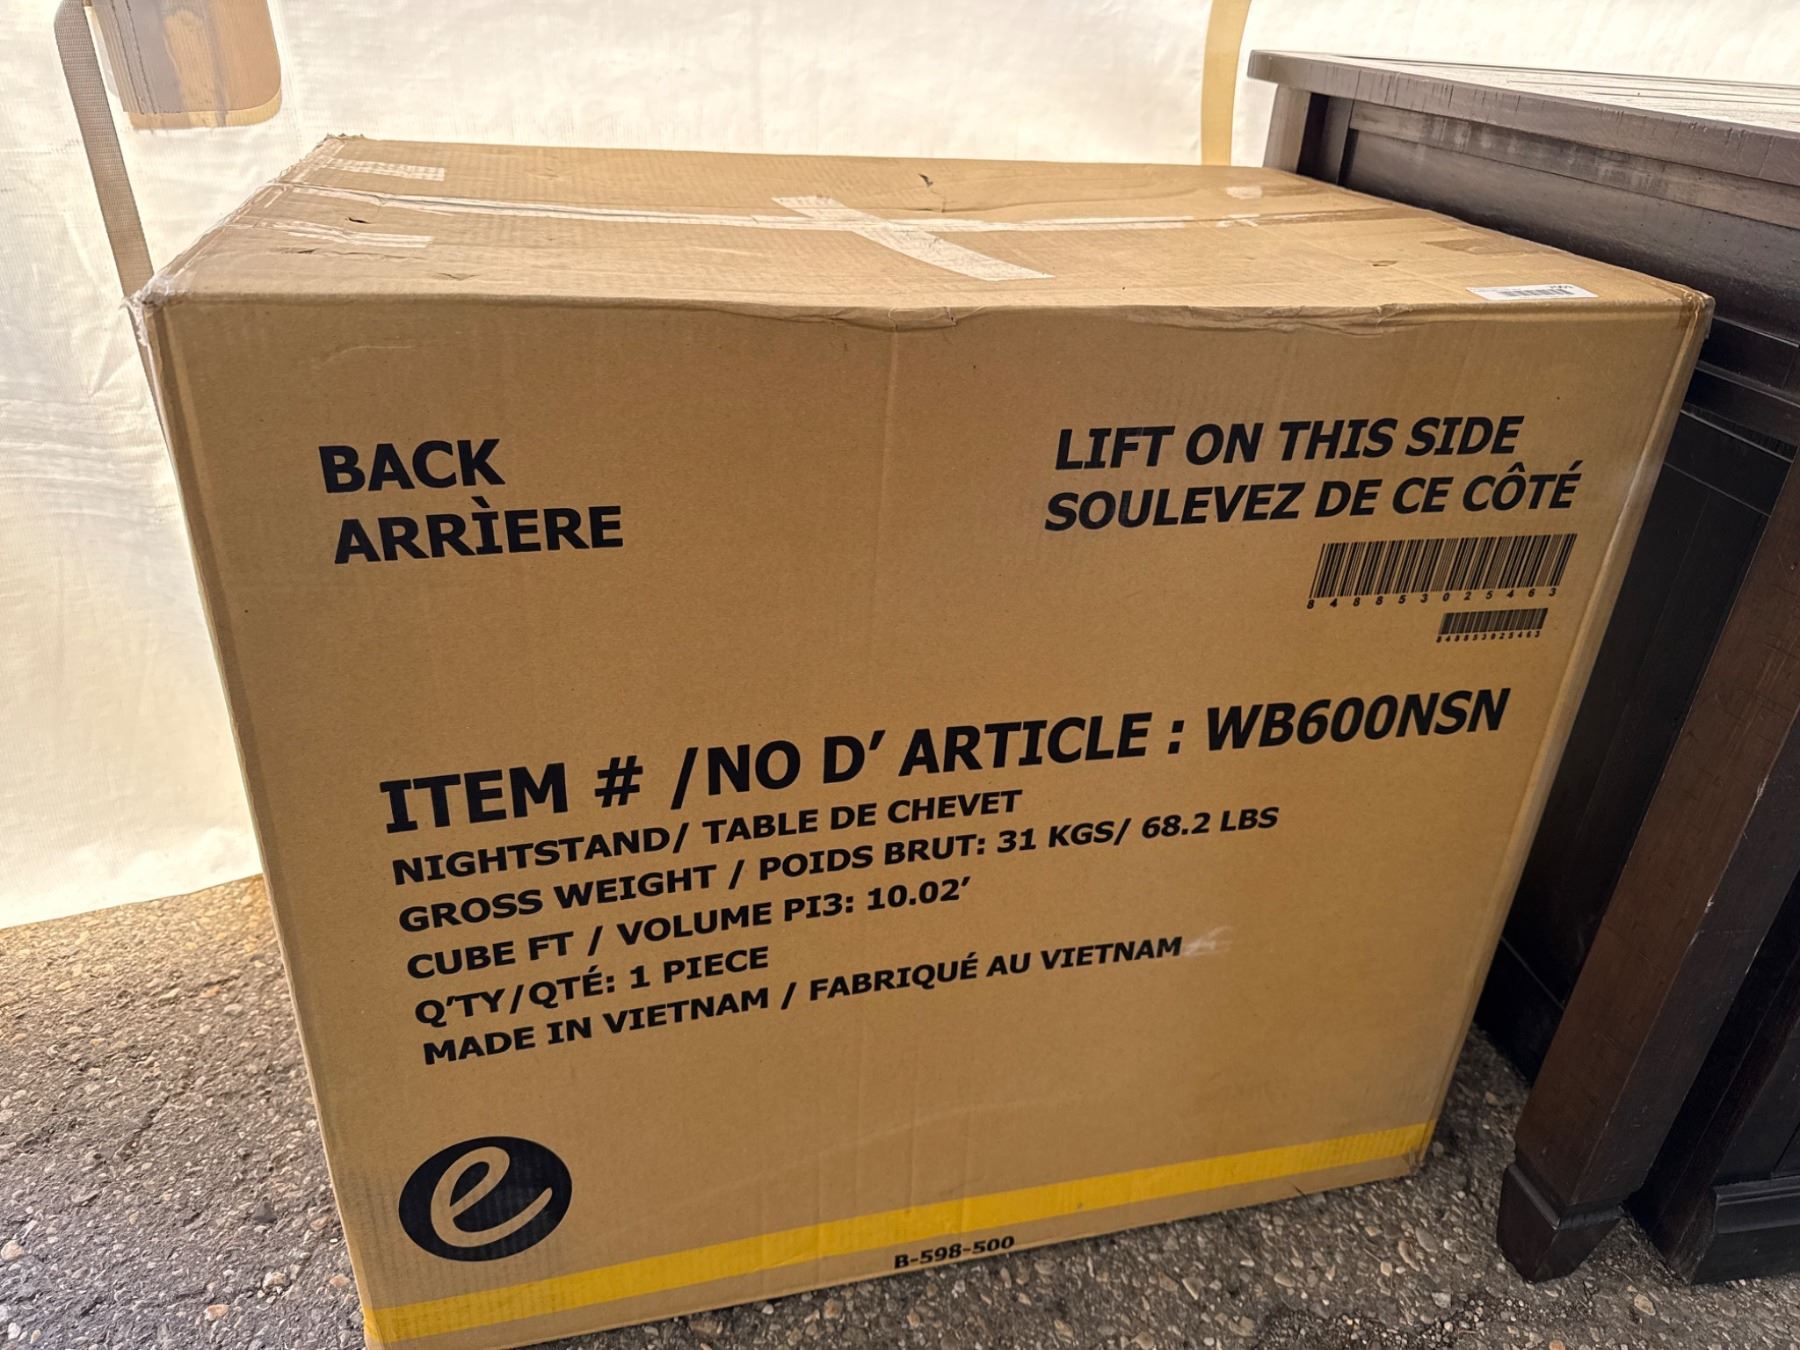 BACK
ARRÌERE
LIFT ON THIS SIDE
SOULEVEZ DE CE CÔTÉ
848853025463
848853025463
ITEM # /NO D’ ARTICLE : WB600NSN
NIGHTSTAND/ TABLE DE CHEVET
GROSS WEIGHT / POIDS BRUT: 31 KGS/ 68.2 LBS
CUBE FT / VOLUME PI3: 10.02’
Q’TY/QTÉ: 1 PIECE
MADE IN VIETNAM / FABRIQUÉ AU VIETNAM
e
B-598-500